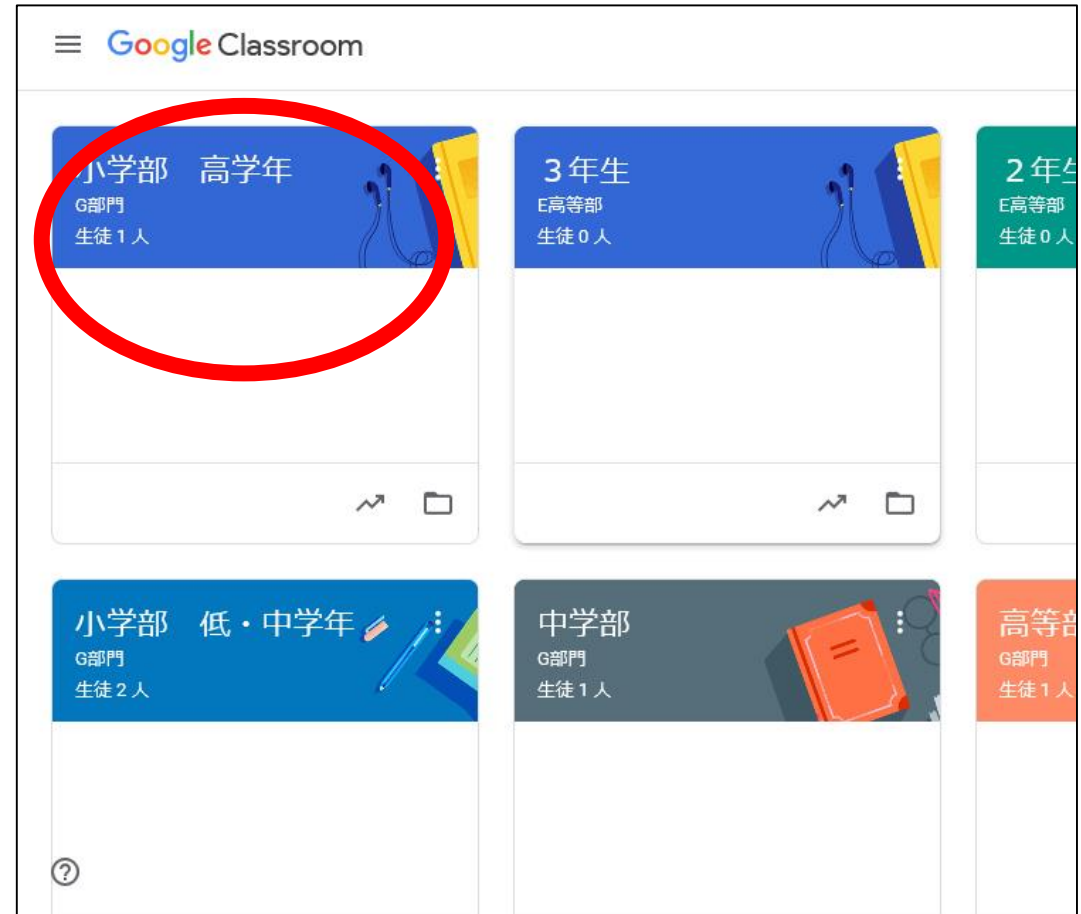 Google Classroom
小学部　高学年
G部門
生徒 1 人
３年生
E高等部
生徒 0 人
２年生
E高等部
生徒 0 人
小学部　低・中学年
G部門
生徒 2 人
中学部
G部門
生徒 1 人
高等部
G部門
生徒 1 人